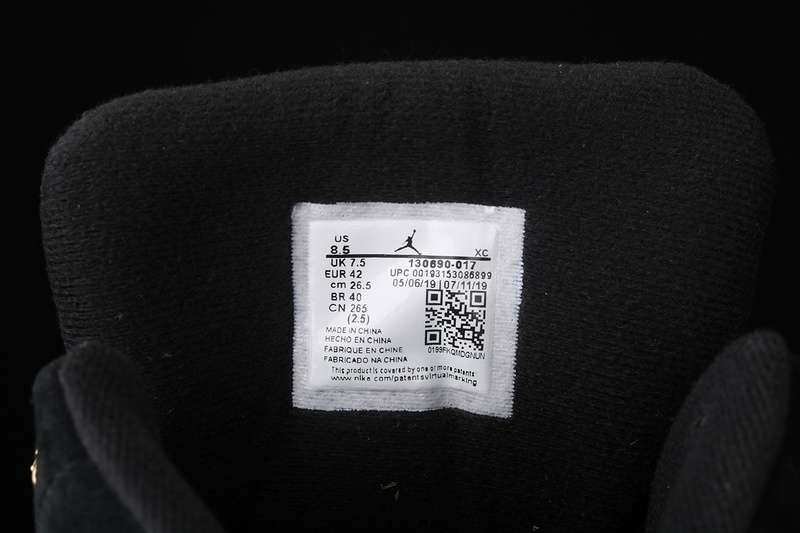 US
8.5 XC
UK 7.5 130690-017
EUR 42 UPC 00193153086899
cm 26.5 05/06/19 | 07/11/19
BR 40
CN 265
(2.5)
MADE IN CHINA
HECHO EN CHINA
FABRIQUE EN CHINE 0199FKQMDGNUN
FABRICADO NA CHINA
This product is covered by one or more patents
www.nike.com/patentsvirtualmarking